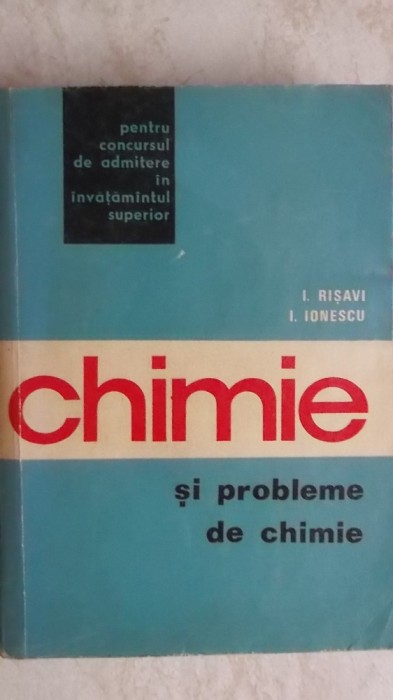 pentru
concursul
de admitere
în
învățămîntul
superior
I. RIȘAVI
I. IONESCU
chimie
și probleme
de chimie